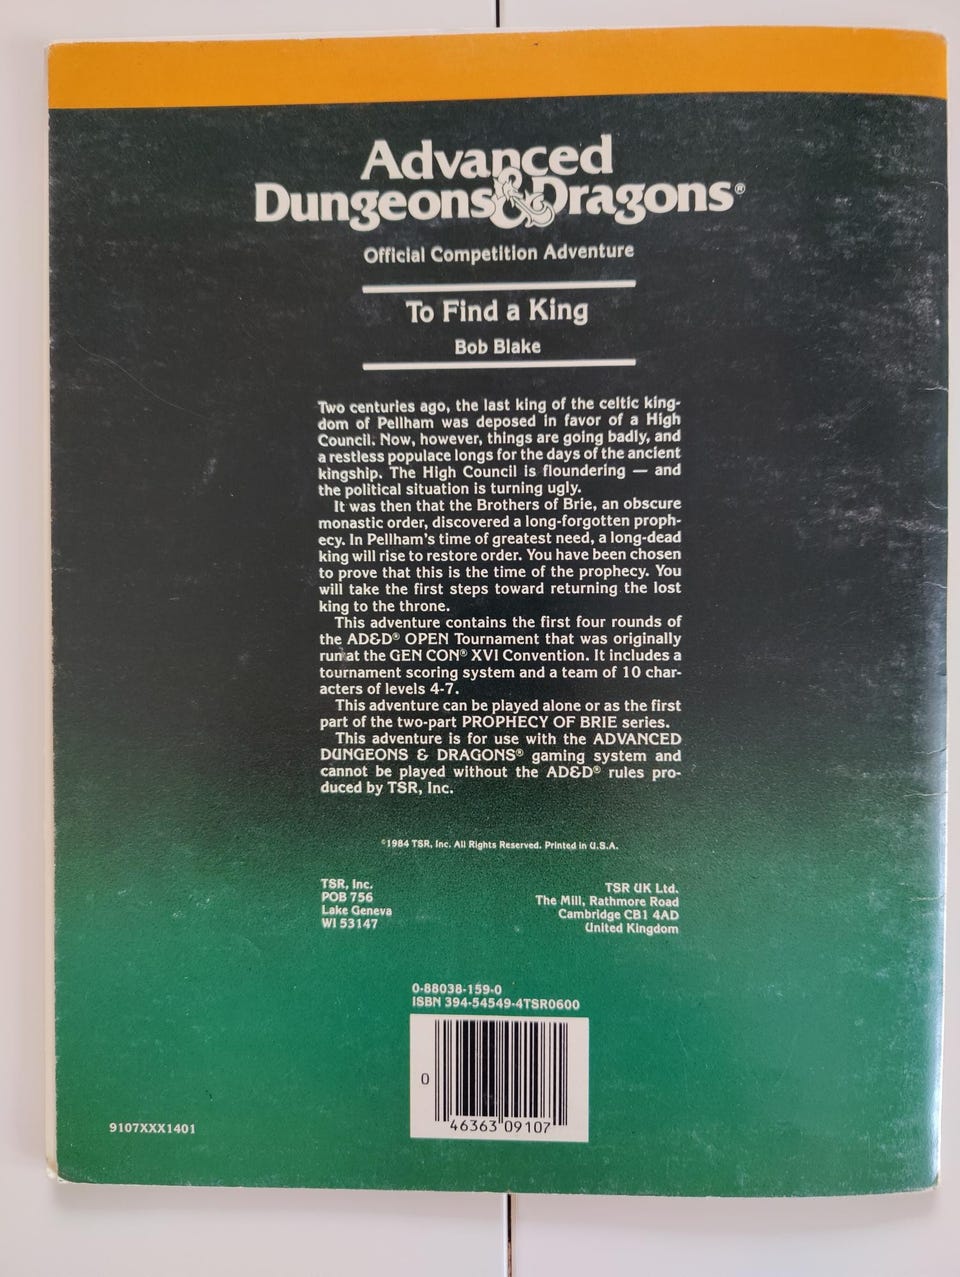 Advanced
Dungeons & Dragons®
Official Competition Adventure
To Find a King
Bob Blake
Two centuries ago, the last king of the celtic king-
dom of Pellham was deposed in favor of a High
Council. Now, however, things are going badly, and
a restless populace longs for the days of the ancient
kingship. The High Council is floundering — and
the political situation is turning ugly.
It was then that the Brothers of Brie, an obscure
monastic order, discovered a long-forgotten proph-
ecy. In Pellham's time of greatest need, a long-dead
king will rise to restore order. You have been chosen
to prove that this is the time of the prophecy. You
will take the first steps toward returning the lost
king to the throne.
This adventure contains the first four rounds of
the AD&D® OPEN Tournament that was originally
run at the GEN CON® XVI Convention. It includes a
tournament scoring system and a team of 10 char-
acters of levels 4-7.
This adventure can be played alone or as the first
part of the two-part PROPHECY OF BRIE series.
This adventure is for use with the ADVANCED
DUNGEONS & DRAGONS® gaming system and
cannot be played without the AD&D® rules pro-
duced by TSR, Inc.
©1984 TSR, Inc. All Rights Reserved. Printed in U.S.A.
TSR, Inc.
POB 756
Lake Geneva
WI 53147
TSR UK Ltd.
The Mill, Rathmore Road
Cambridge CB1 4AD
United Kingdom
0-88038-159-0
ISBN 394-54549-4TSR0600
0 46363 09107
9107XXX1401